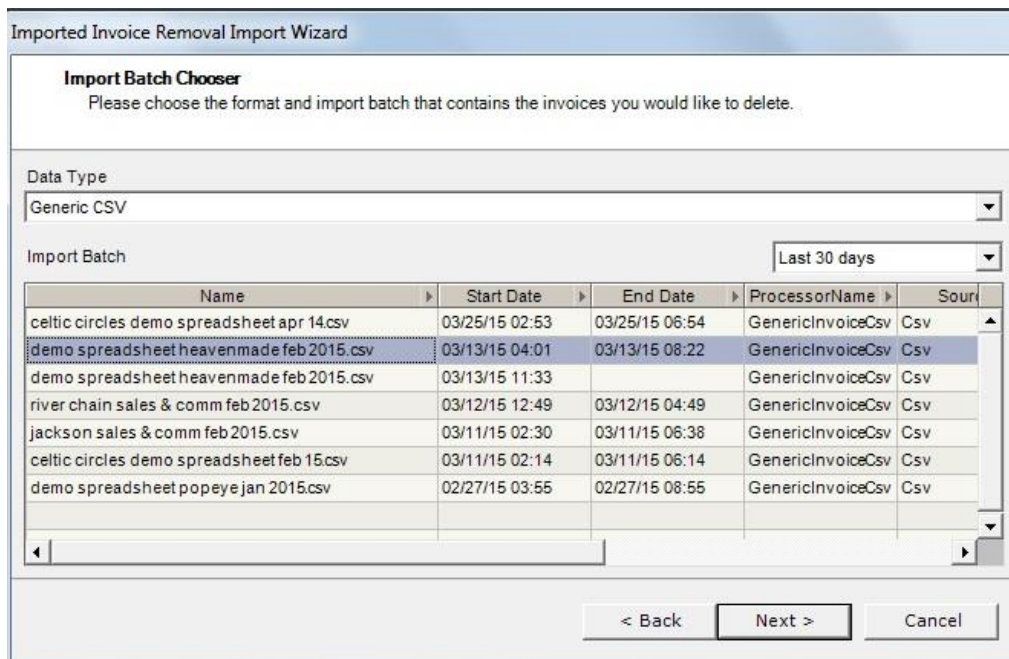 Imported Invoice Removal Import Wizard
Import Batch Chooser
Please choose the format and import batch that contains the invoices you would like to delete.
Data Type
Generic CSV
Import Batch Last 30 days
Name Start Date End Date ProcessorName Sour
celtic circles demo spreadsheet apr 14.csv 03/25/15 02:53 03/25/15 06:54 GenericInvoiceCsv Csv
demo spreadsheet heavenmade feb 2015.csv 03/13/15 04:01 03/13/15 08:22 GenericInvoiceCsv Csv
demo spreadsheet heavenmade feb 2015.csv 03/13/15 11:33 GenericInvoiceCsv Csv
river chain sales & comm feb 2015.csv 03/12/15 12:49 03/12/15 04:49 GenericInvoiceCsv Csv
jackson sales & comm feb 2015.csv 03/11/15 02:30 03/11/15 06:38 GenericInvoiceCsv Csv
celtic circles demo spreadsheet feb 15.csv 03/11/15 02:14 03/11/15 06:14 GenericInvoiceCsv Csv
demo spreadsheet popeye jan 2015.csv 02/27/15 03:55 02/27/15 08:55 GenericInvoiceCsv Csv
< Back Next > Cancel